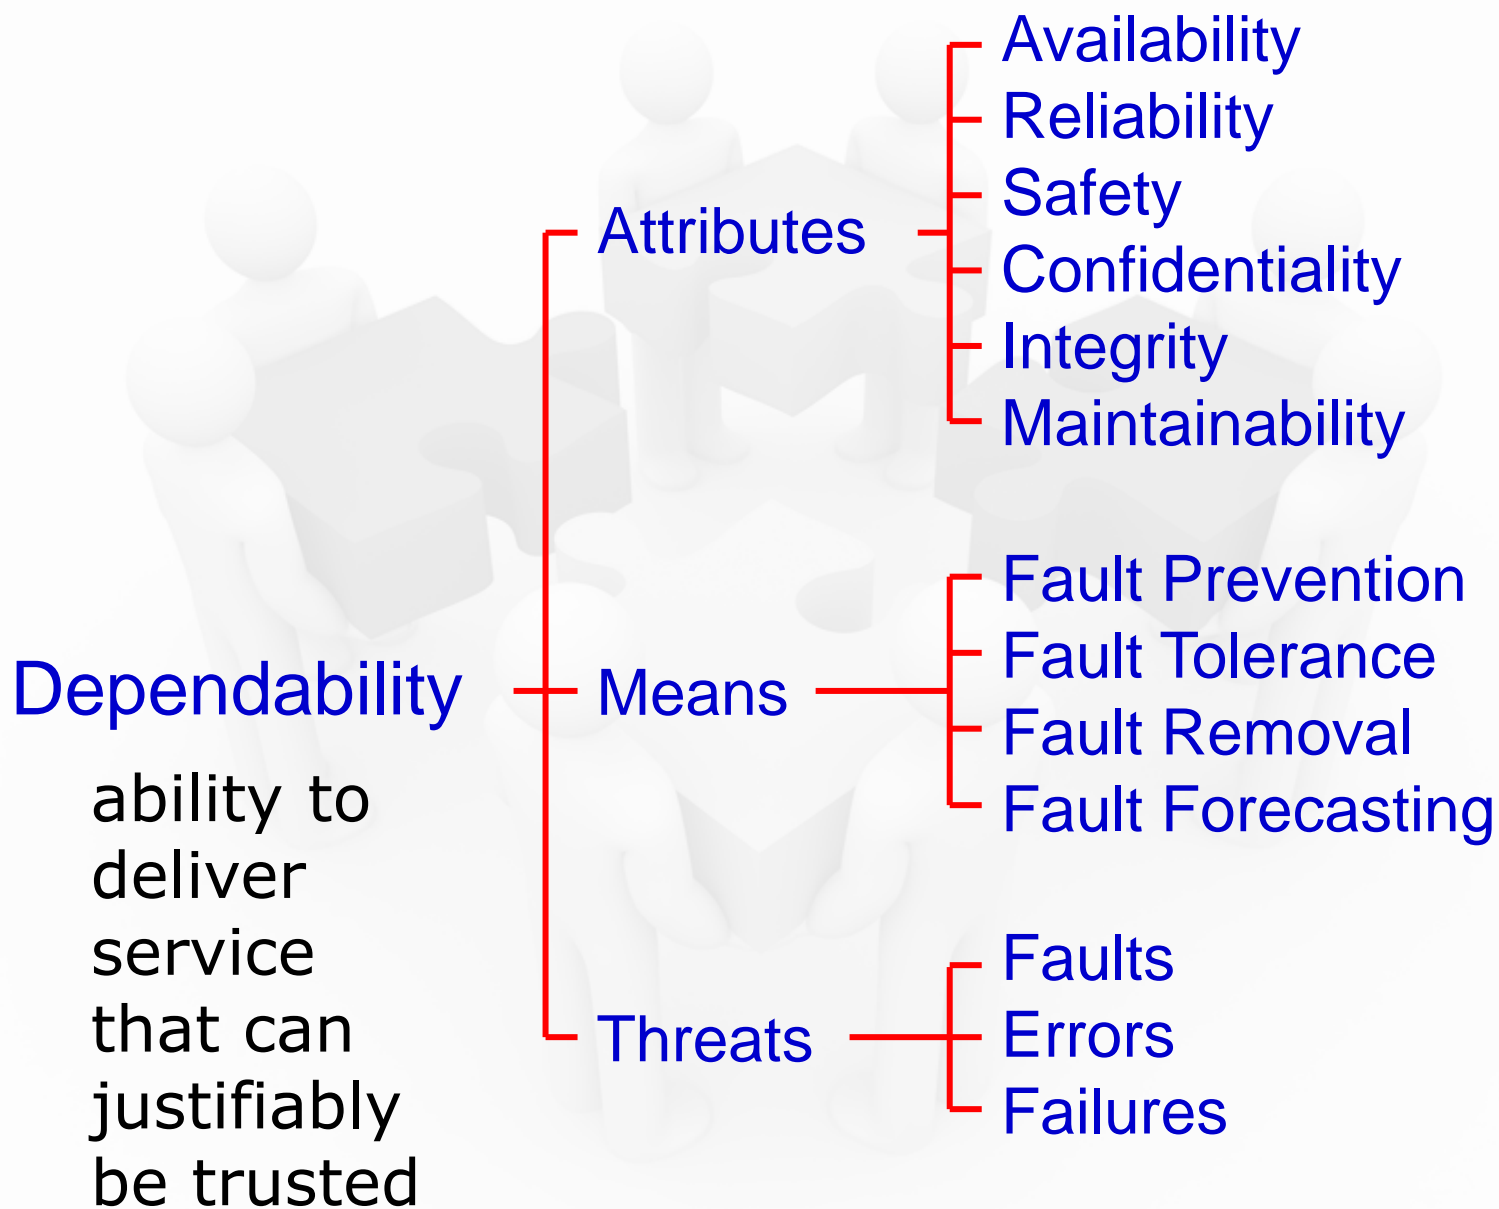 Dependability
ability to
deliver
service
that can
justifiably
be trusted
Attributes
Availability
Reliability
Safety
Confidentiality
Integrity
Maintainability
Means
Fault Prevention
Fault Tolerance
Fault Removal
Fault Forecasting
Threats
Faults
Errors
Failures